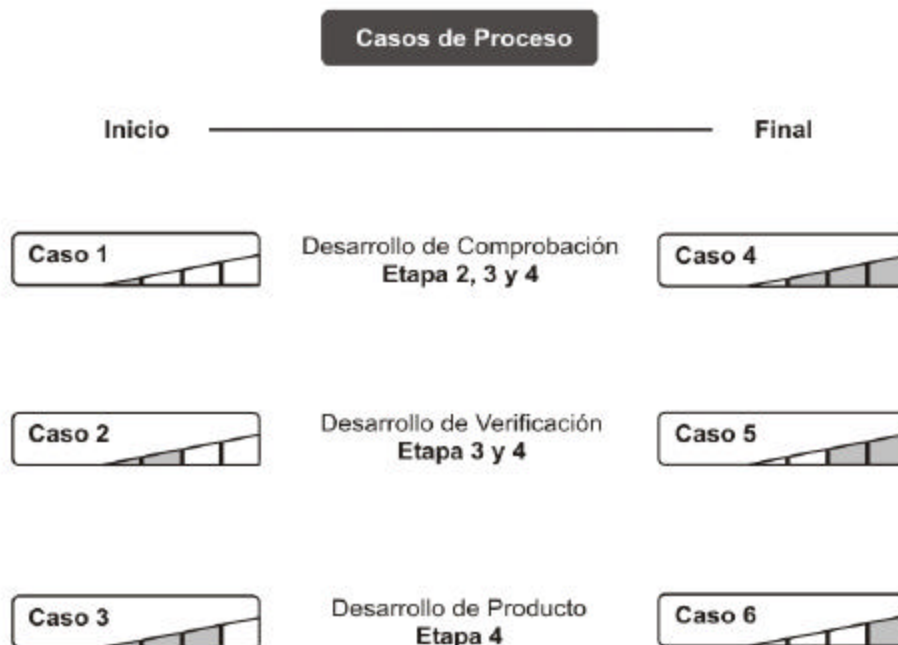 Casos de Proceso
Inicio
Final
Caso 1
Desarrollo de Comprobación
Etapa 2, 3 y 4
Caso 4
Caso 2
Desarrollo de Verificación
Etapa 3 y 4
Caso 5
Caso 3
Desarrollo de Producto
Etapa 4
Caso 6